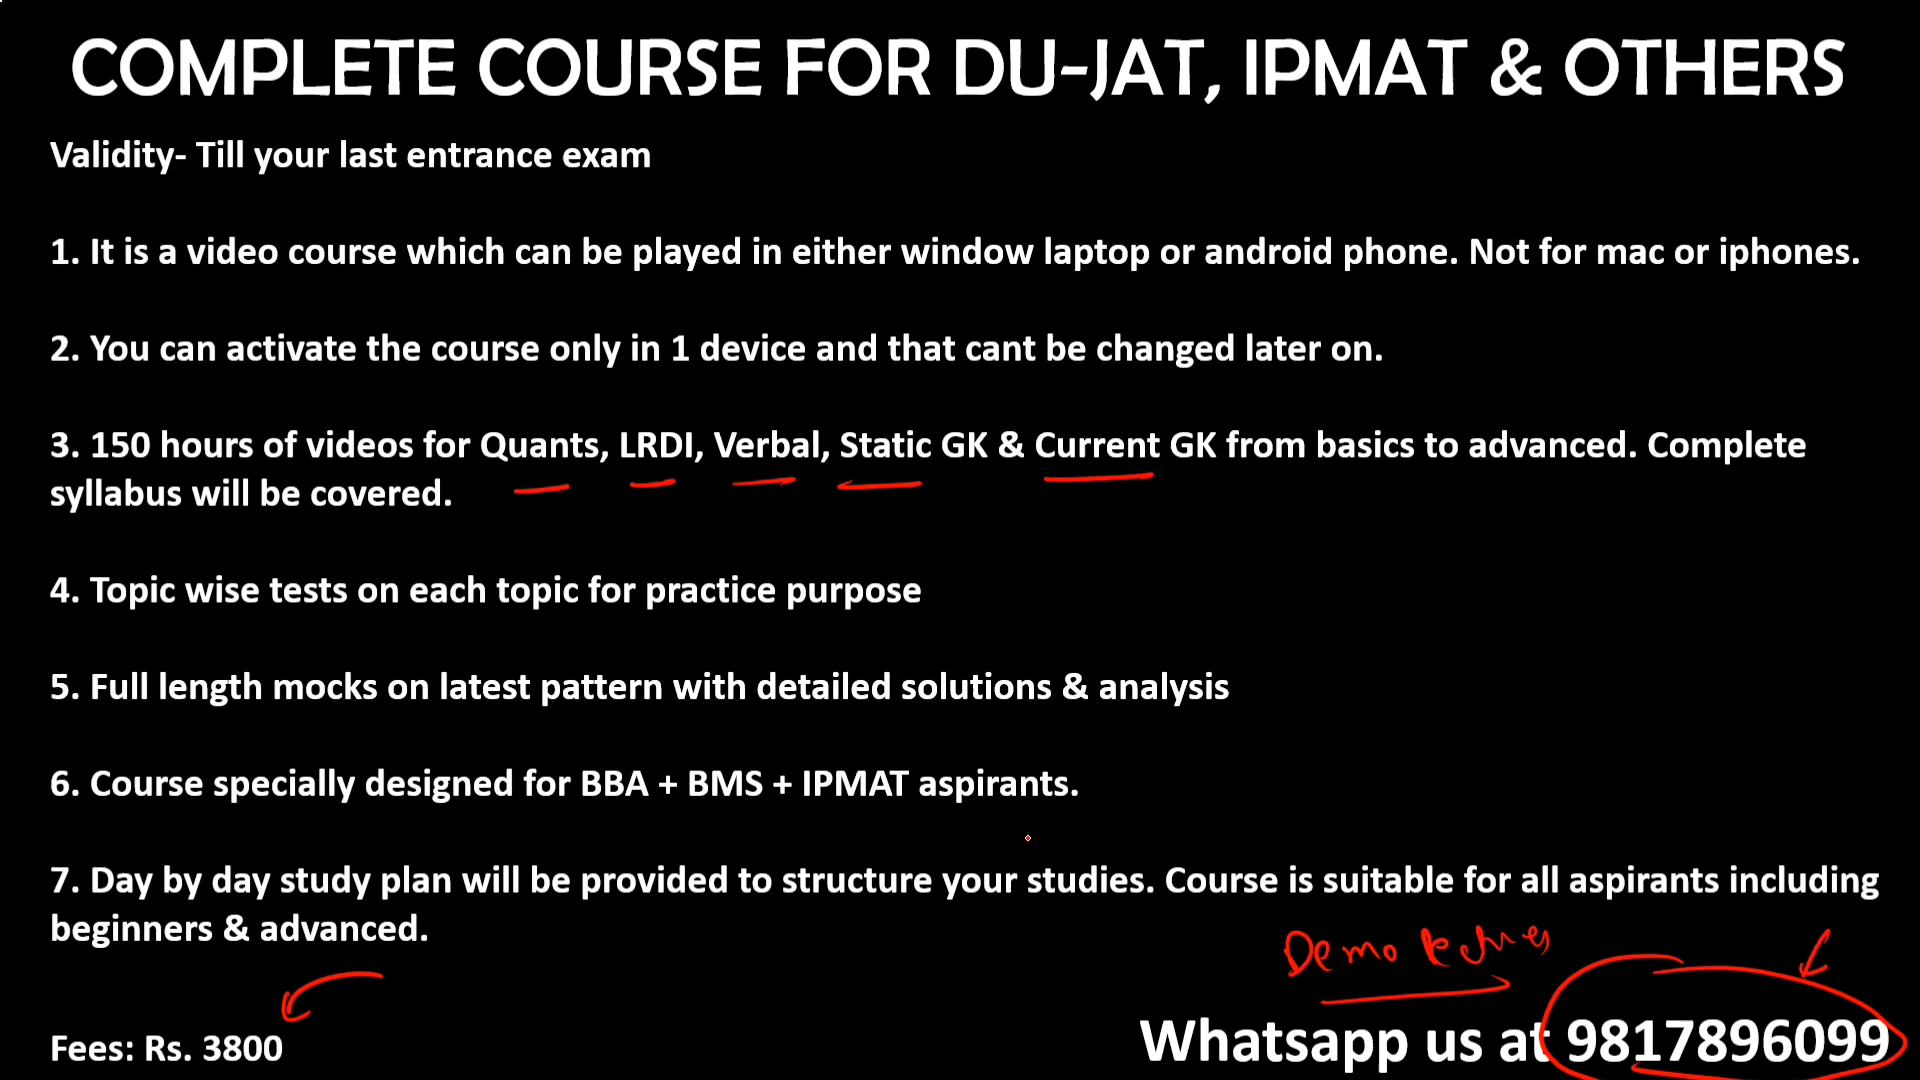 COMPLETE COURSE FOR DU-JAT, IPMAT & OTHERS
Validity- Till your last entrance exam
1. It is a video course which can be played in either window laptop or android phone. Not for mac or iphones.
2. You can activate the course only in 1 device and that cant be changed later on.
3. 150 hours of videos for Quants, LRDI, Verbal, Static GK & Current GK from basics to advanced. Complete
syllabus will be covered.
4. Topic wise tests on each topic for practice purpose
5. Full length mocks on latest pattern with detailed solutions & analysis
6. Course specially designed for BBA + BMS + IPMAT aspirants.
7. Day by day study plan will be provided to structure your studies. Course is suitable for all aspirants including
beginners & advanced.
Demo
Fees: Rs. 3800
Whatsapp us at 9817896099